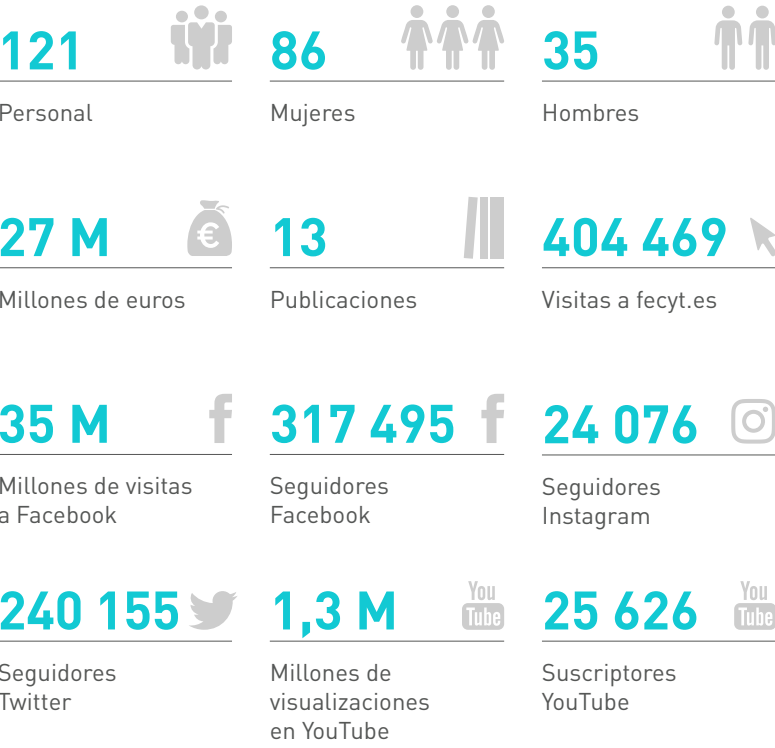 121
Personal
86
Mujeres
35
Hombres
27 M
€
Millones de euros
13
Publicaciones
404 469
Visitas a fecyt.es
35 M
f
Millones de visitas
a Facebook
317 495
f
Seguidores
Facebook
24 076
Seguidores
Instagram
240 155
Seguidores
Twitter
1,3 M
You
Tube
Millones de
visualizaciones
en YouTube
25 626
You
Tube
Suscriptores
YouTube